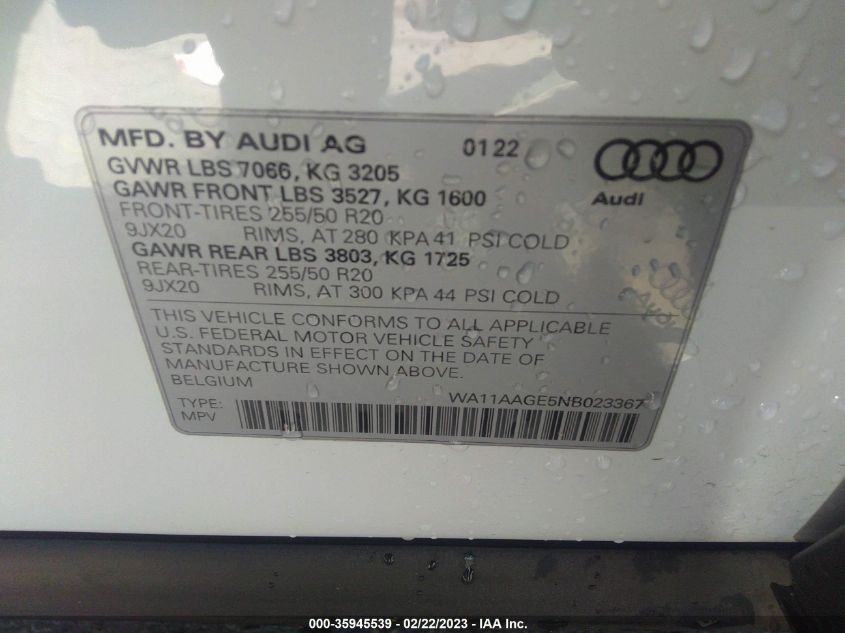 MFD. BY AUDI AG 01 22
GVWR LBS 7066, KG 3205
GAWR FRONT LBS 3527, KG 1600
Audi
FRONT-TIRES 255/50 R20
9JX20 RIMS, AT 280 KPA 41 PSI COLD
GAWR REAR LBS 3803, KG 1725
REAR-TIRES 255/50 R20
9JX20 RIMS, AT 300 KPA 44 PSI COLD
Audi
THIS VEHICLE CONFORMS TO ALL APPLICABLE
U.S. FEDERAL MOTOR VEHICLE SAFETY
STANDARDS IN EFFECT ON THE DATE OF
MANUFACTURE SHOWN ABOVE.
BELGIUM
WA11AAGE5NB023367
TYPE:
MPV
000-35945539 - 02/22/2023 - IAA Inc.